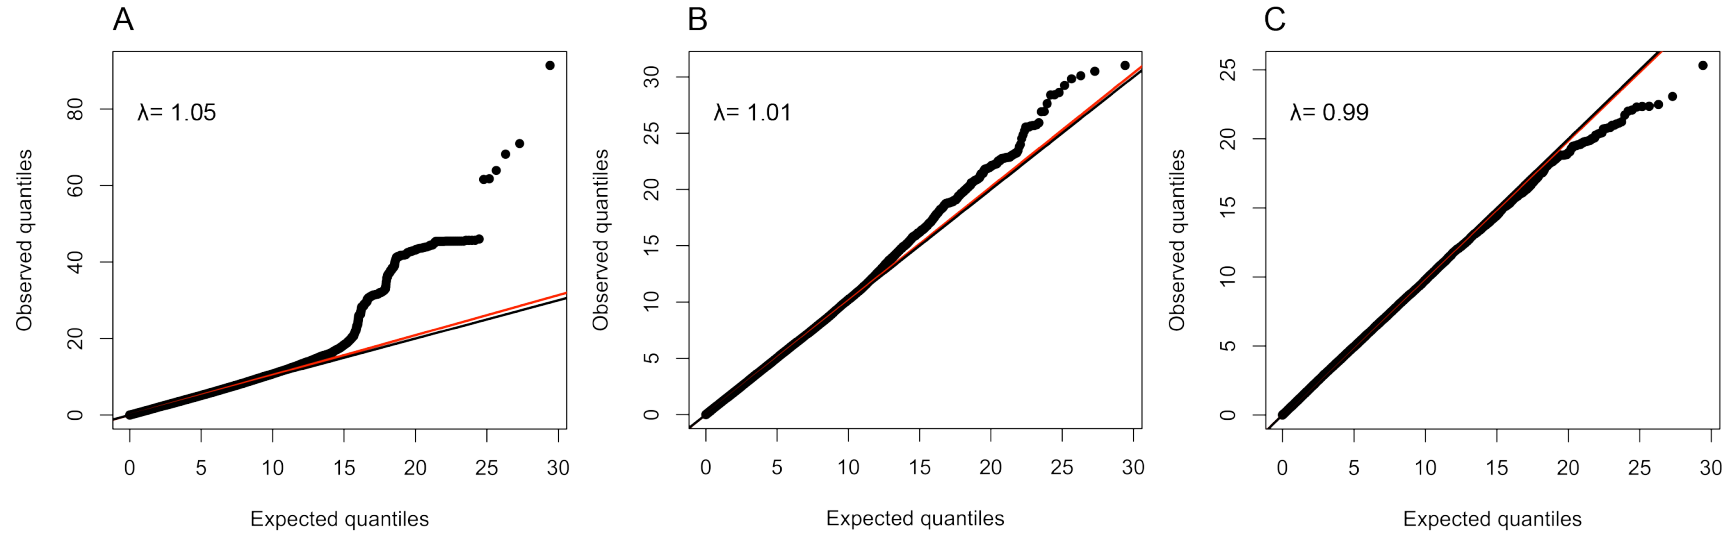 A
λ= 1.05
Observed quantiles
0 20 40 60 80
0 5 10 15 20 25 30
Expected quantiles
B
λ= 1.01
Observed quantiles
0 5 10 15 20 25 30
0 5 10 15 20 25 30
Expected quantiles
C
λ= 0.99
Observed quantiles
0 5 10 15 20 25
0 5 10 15 20 25 30
Expected quantiles